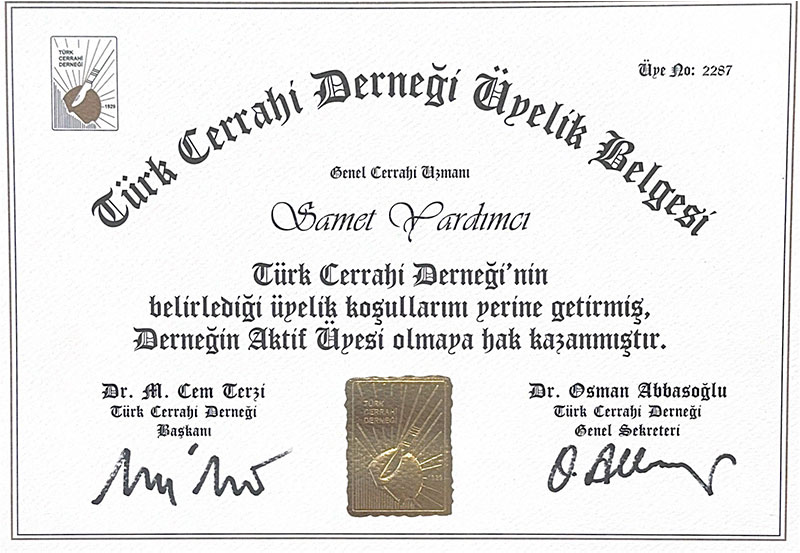 TÜRK
CERRAHİ
DERNEĞİ
1929
Üye No: 2287
Türk Cerrahi Derneği Üyelik Belgesi
Genel Cerrahi Uzmanı
Samet Yardımcı
Türk Cerrahi Derneği'nin
belirlediği üyelik koşullarını yerine getirmiş,
Derneğin Aktif Üyesi olmaya hak kazanmıştır.
Dr. M. Cem Terzi
Türk Cerrahi Derneği
Başkanı
Dr. Osman Abbasoğlu
Türk Cerrahi Derneği
Genel Sekreteri
TÜRK
CERRAHİ
DERNEĞİ
1929